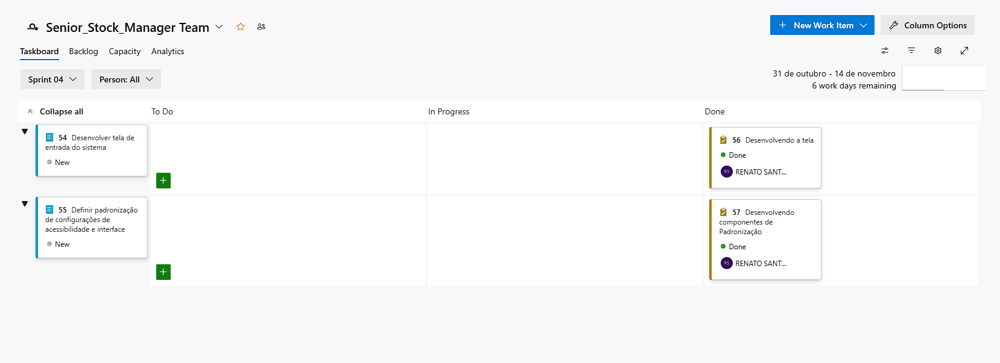 Senior_Stock_Manager Team
New Work Item
Column Options
Taskboard
Backlog
Capacity
Analytics
Sprint 04
Person: All
31 de outubro - 14 de novembro
6 work days remaining
Collapse all
To Do
In Progress
Done
54 Desenvolver tela de
entrada do sistema
New
56 Desenvolvendo a tela
Done
RS RENATO SANT...
55 Definir padronização
de configurações de
acessibilidade e interface
New
57 Desenvolvendo
componentes de
Padronização
Done
RS RENATO SANT...